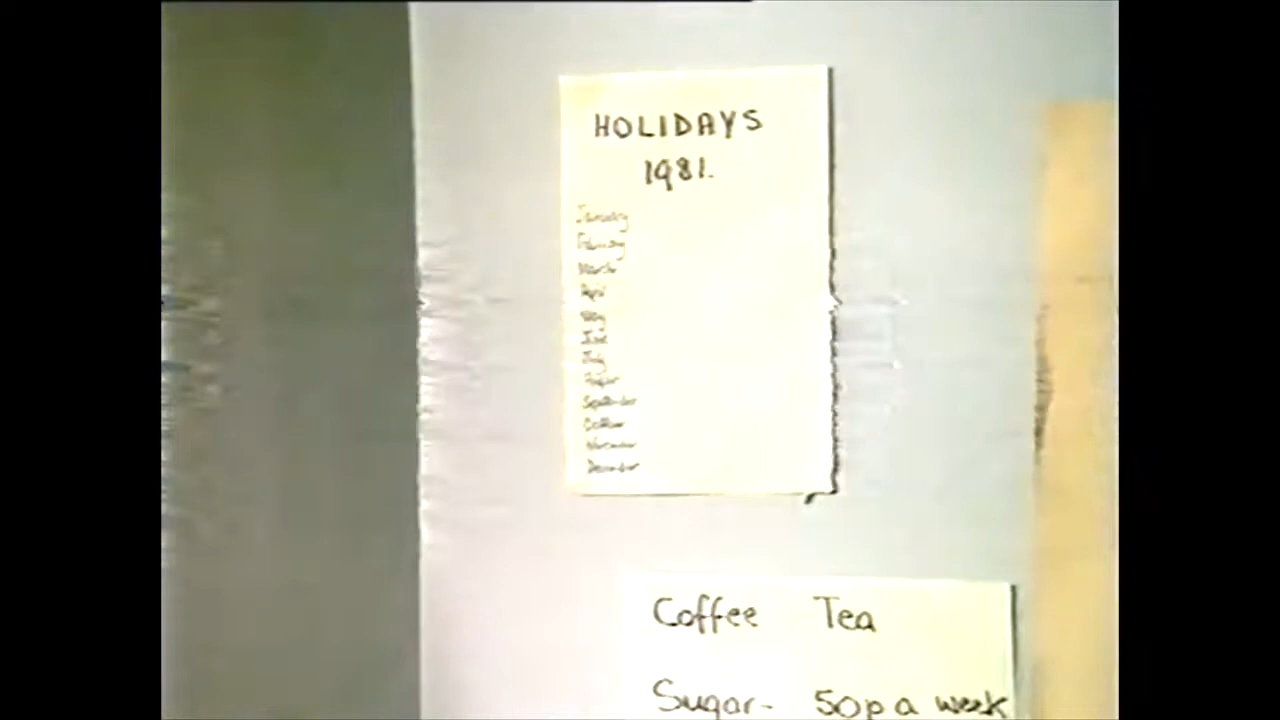 HOLIDAYS
1981.
January
February
March
April
May
June
July
August
September
October
November
December
Coffee Tea
Sugar- 50p a week